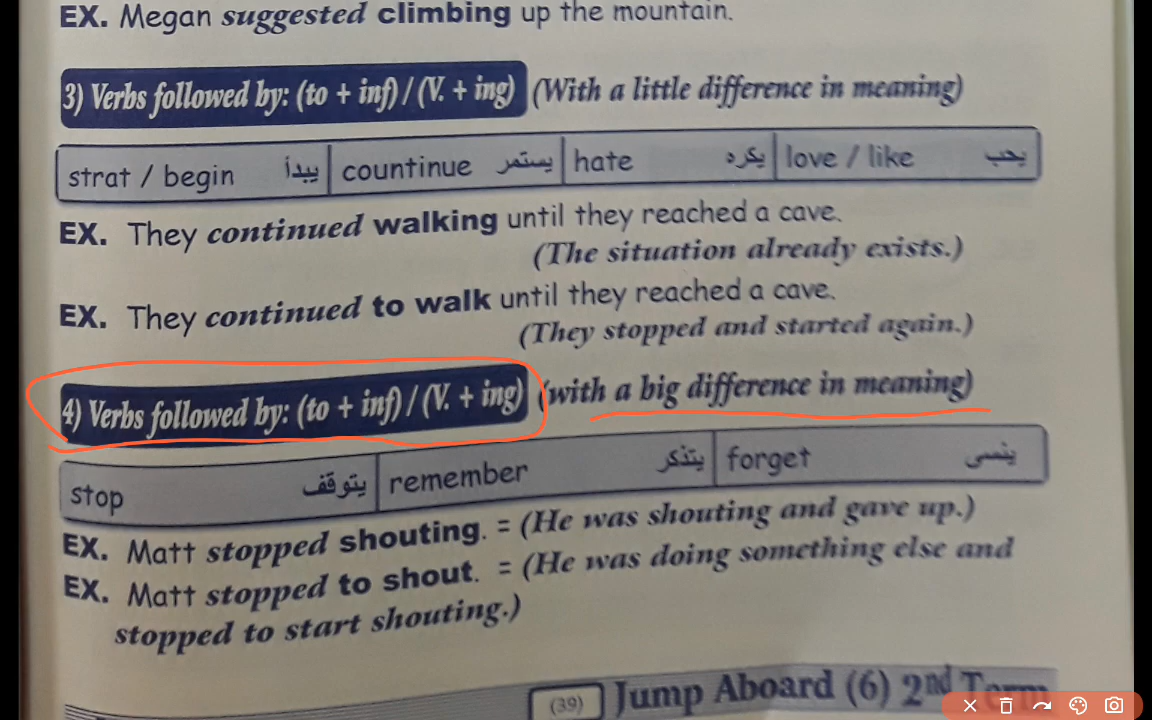 EX. Megan suggested climbing up the mountain.
3) Verbs followed by: (to + inf) / (V. + ing) (With a little difference in meaning)
strat / begin يبدأ countinue يستمر hate يكره love / like يحب
EX. They continued walking until they reached a cave.
(The situation already exists.)
EX. They continued to walk until they reached a cave.
(They stopped and started again.)
4) Verbs followed by: (to + inf) / (V. + ing) (with a big difference in meaning)
stop يتوقف remember يتذكر forget ينسى
EX. Matt stopped shouting. = (He was shouting and gave up.)
EX. Matt stopped to shout. = (He was doing something else and
stopped to start shouting.)
(39) Jump Aboard (6) 2nd Term